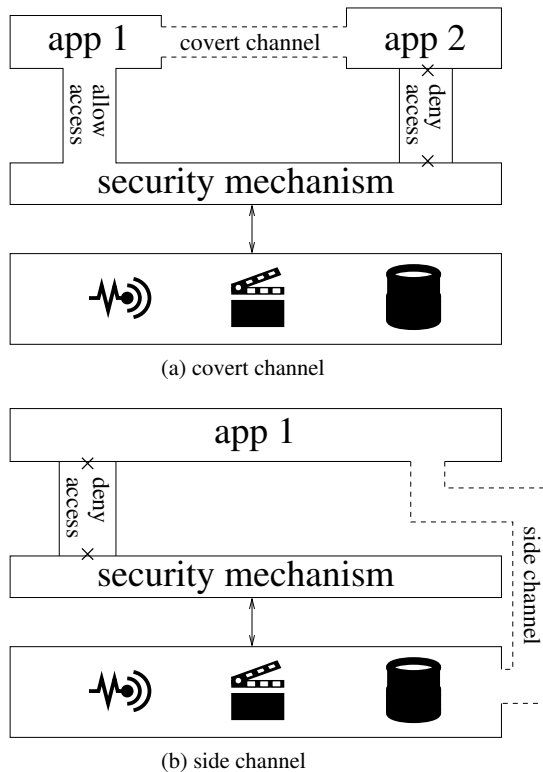 app 1
covert channel
app 2
allow
access
deny
access
security mechanism
(a) covert channel
app 1
deny
access
side channel
security mechanism
(b) side channel